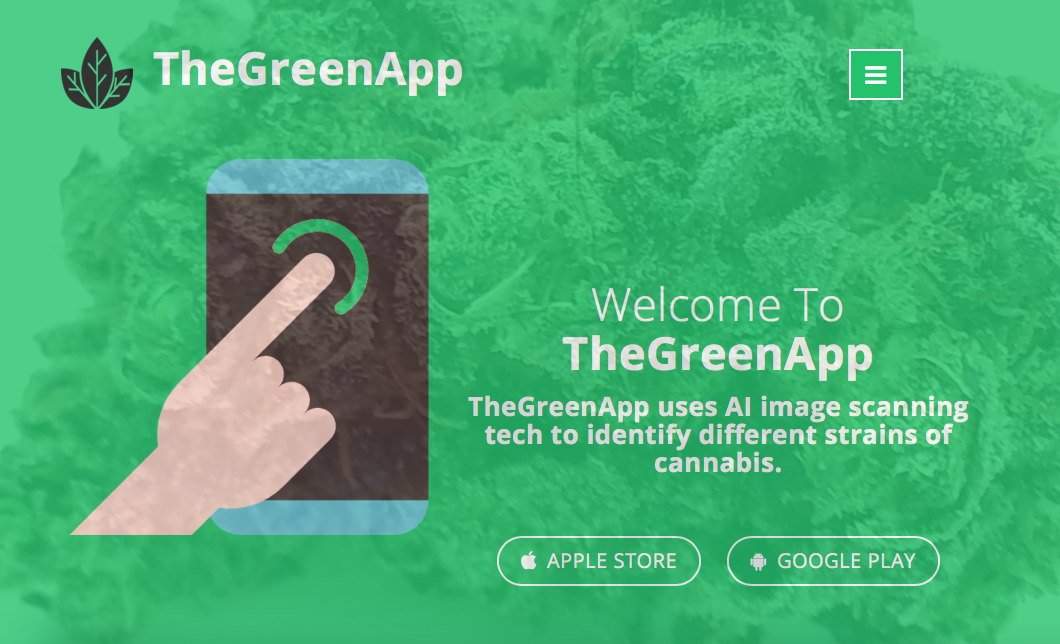 TheGreenApp
Welcome To
TheGreenApp
TheGreenApp uses AI image scanning
tech to identify different strains of
cannabis.
APPLE STORE
GOOGLE PLAY